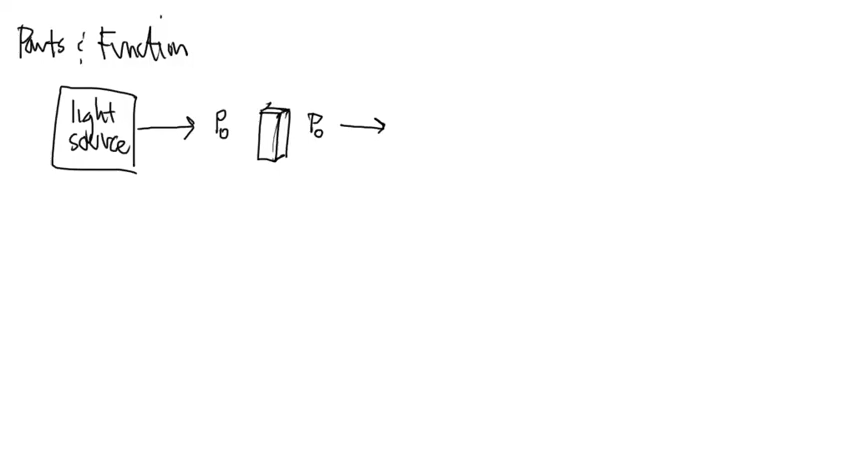 Parts & Function
light
source
P₀
P₀